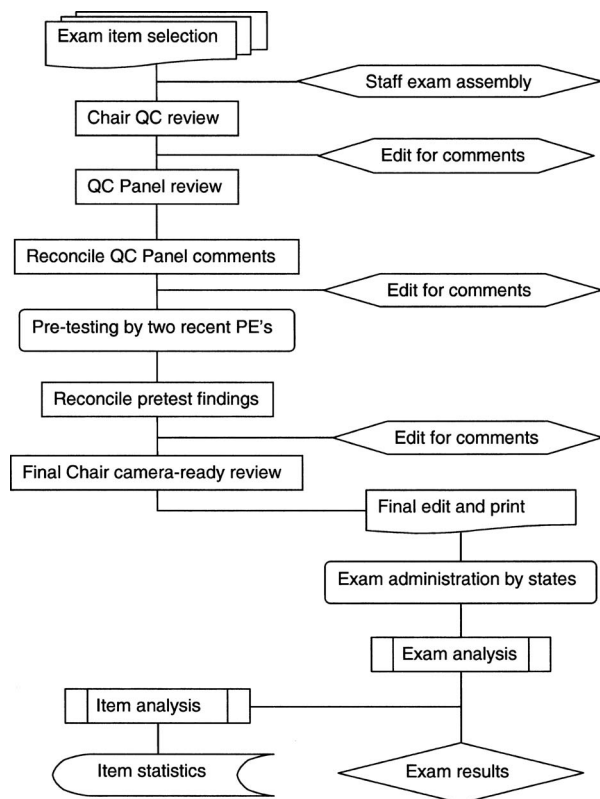 Exam item selection
Staff exam assembly
Chair QC review
Edit for comments
QC Panel review
Reconcile QC Panel comments
Edit for comments
Pre-testing by two recent PE's
Reconcile pretest findings
Edit for comments
Final Chair camera-ready review
Final edit and print
Exam administration by states
Exam analysis
Item analysis
Item statistics
Exam results